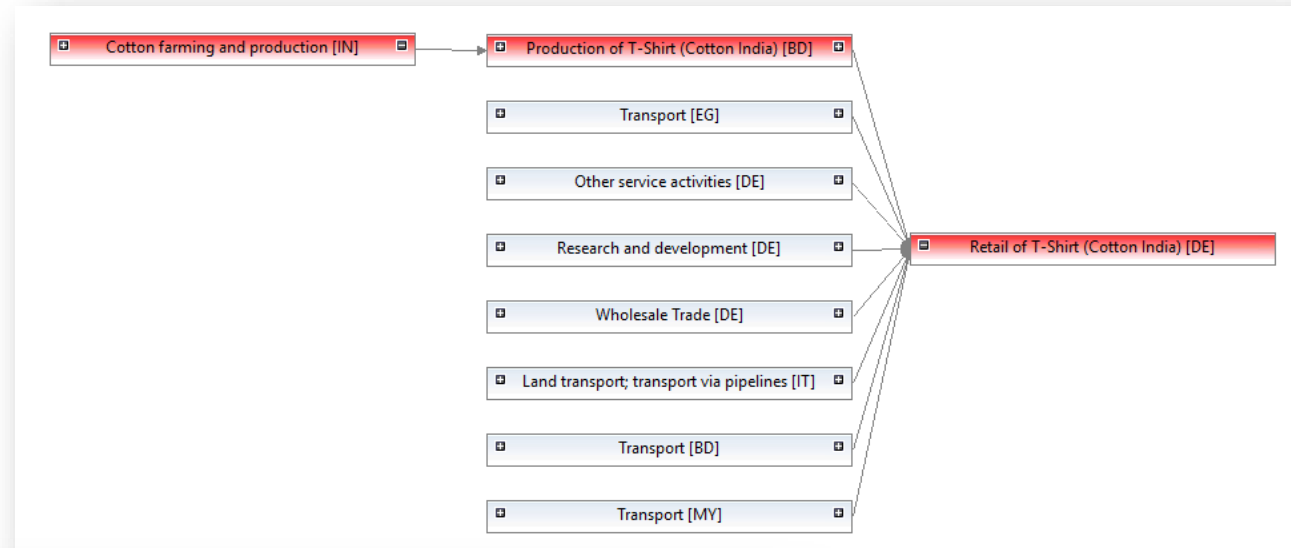 Cotton farming and production [IN]
Production of T-Shirt (Cotton India) [BD]
Transport [EG]
Other service activities [DE]
Research and development [DE]
Retail of T-Shirt (Cotton India) [DE]
Wholesale Trade [DE]
Land transport; transport via pipelines [IT]
Transport [BD]
Transport [MY]